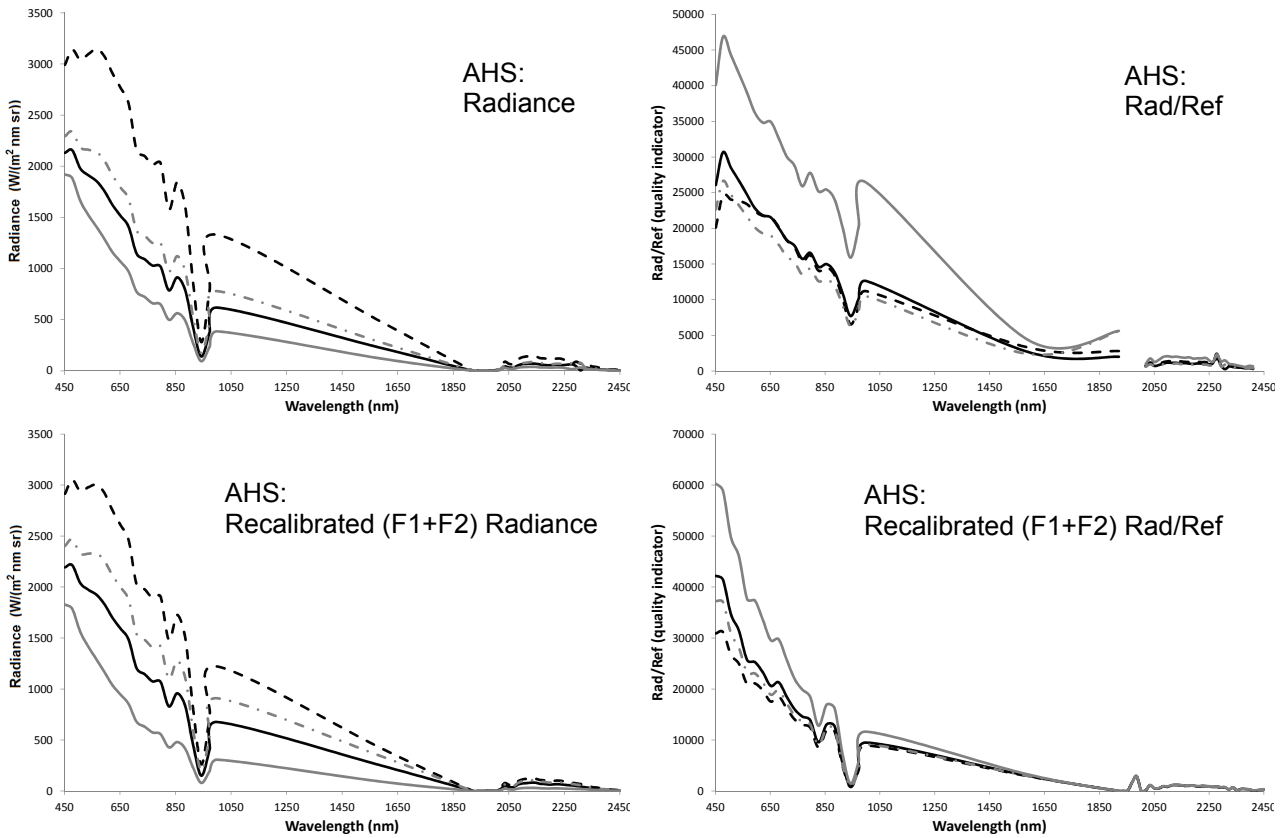 3500
3000
2500
2000
1500
1000
500
0
Radiance (W/(m² nm sr))
AHS:
Radiance
450 650 850 1050 1250 1450 1650 1850 2050 2250 2450
Wavelength (nm)
50000
45000
40000
35000
30000
25000
20000
15000
10000
5000
0
Rad/Ref (quality indicator)
AHS:
Rad/Ref
450 650 850 1050 1250 1450 1650 1850 2050 2250 2450
Wavelength (nm)
3500
3000
2500
2000
1500
1000
500
0
Radiance (W/(m² nm sr))
AHS:
Recalibrated (F1+F2) Radiance
450 650 850 1050 1250 1450 1650 1850 2050 2250 2450
Wavelength (nm)
70000
60000
50000
40000
30000
20000
10000
0
Rad/Ref (quality indicator)
AHS:
Recalibrated (F1+F2) Rad/Ref
450 650 850 1050 1250 1450 1650 1850 2050 2250 2450
Wavelength (nm)